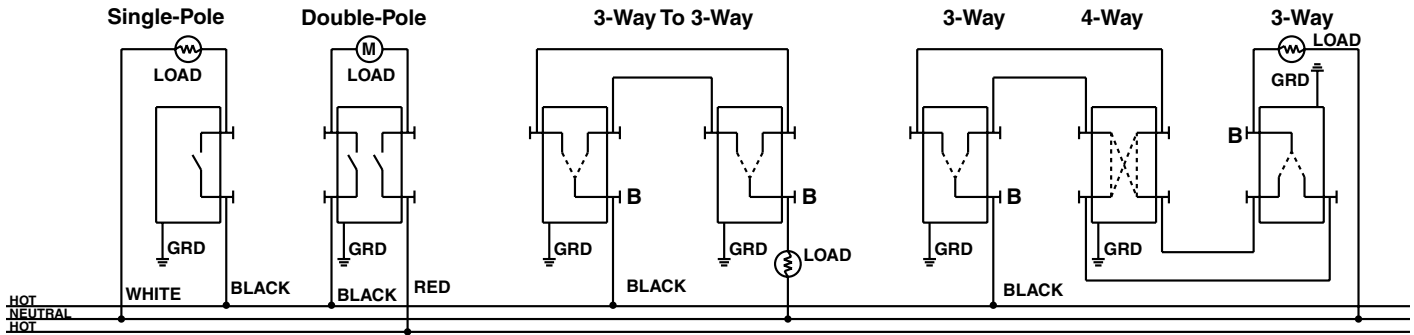 Single-Pole
Double-Pole
3-Way To 3-Way
3-Way
4-Way
3-Way
M
LOAD
LOAD
LOAD
GRD
B
B
B
B
GRD
GRD
GRD
GRD
GRD
GRD
LOAD
WHITE
BLACK
BLACK
RED
BLACK
BLACK
HOT
NEUTRAL
HOT